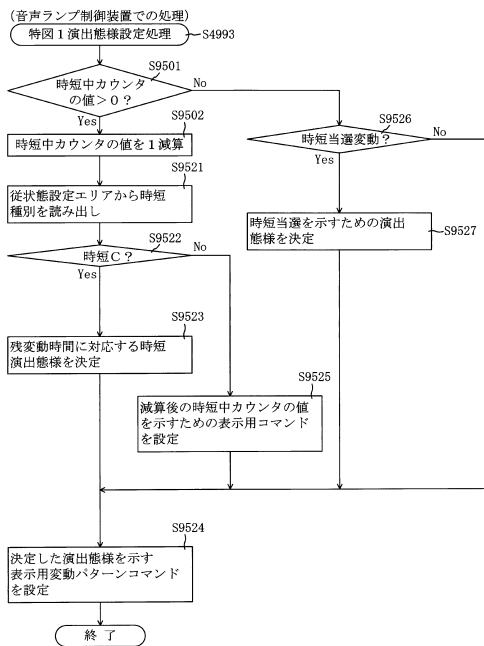 (音声ランプ制御装置での処理)
特図1演出態様設定処理
S4993
S9501
時短中カウンタ
の値>0?
No
Yes
S9502
時短中カウンタの値を1減算
S9526
時短当選変動?
No
Yes
S9521
従状態設定エリアから時短
種別を読み出し
S9527
時短当選を示すための演出
態様を決定
S9522
時短C?
No
Yes
S9523
残変動時間に対応する時短
演出態様を決定
S9525
減算後の時短中カウンタの値
を示すための表示用コマンド
を設定
S9524
決定した演出態様を示す
表示用変動パターンコマンド
を設定
終了